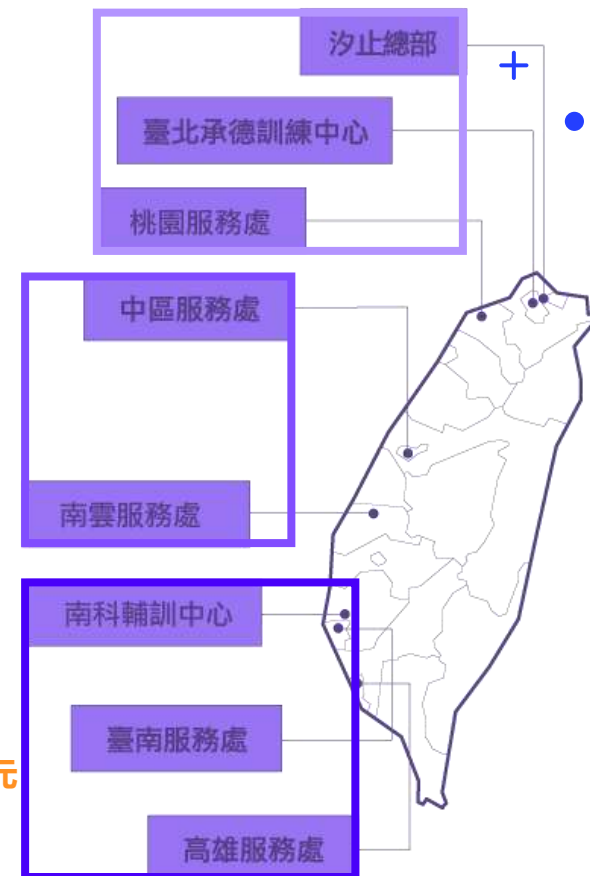 汐止總部
臺北承德訓練中心
桃園服務處
中區服務處
南雲服務處
南科輔訓中心
臺南服務處
元
高雄服務處